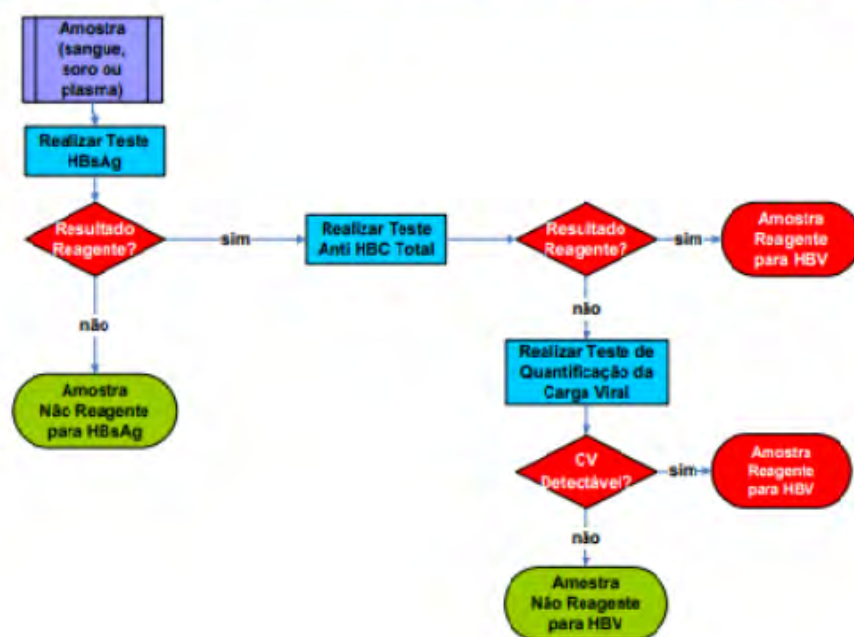 Amostra
(sangue,
soro ou
plasma)
Realizar Teste
HBsAg
Resultado
Reagente?
sim
Realizar Teste
Anti HBC Total
Resultado
Reagente?
sim
Amostra
Reagente
para HBV
não
Amostra
Não Reagente
para HBsAg
não
Realizar Teste de
Quantificação da
Carga Viral
CV
Detectável?
sim
Amostra
Reagente
para HBV
não
Amostra
Não Reagente
para HBV